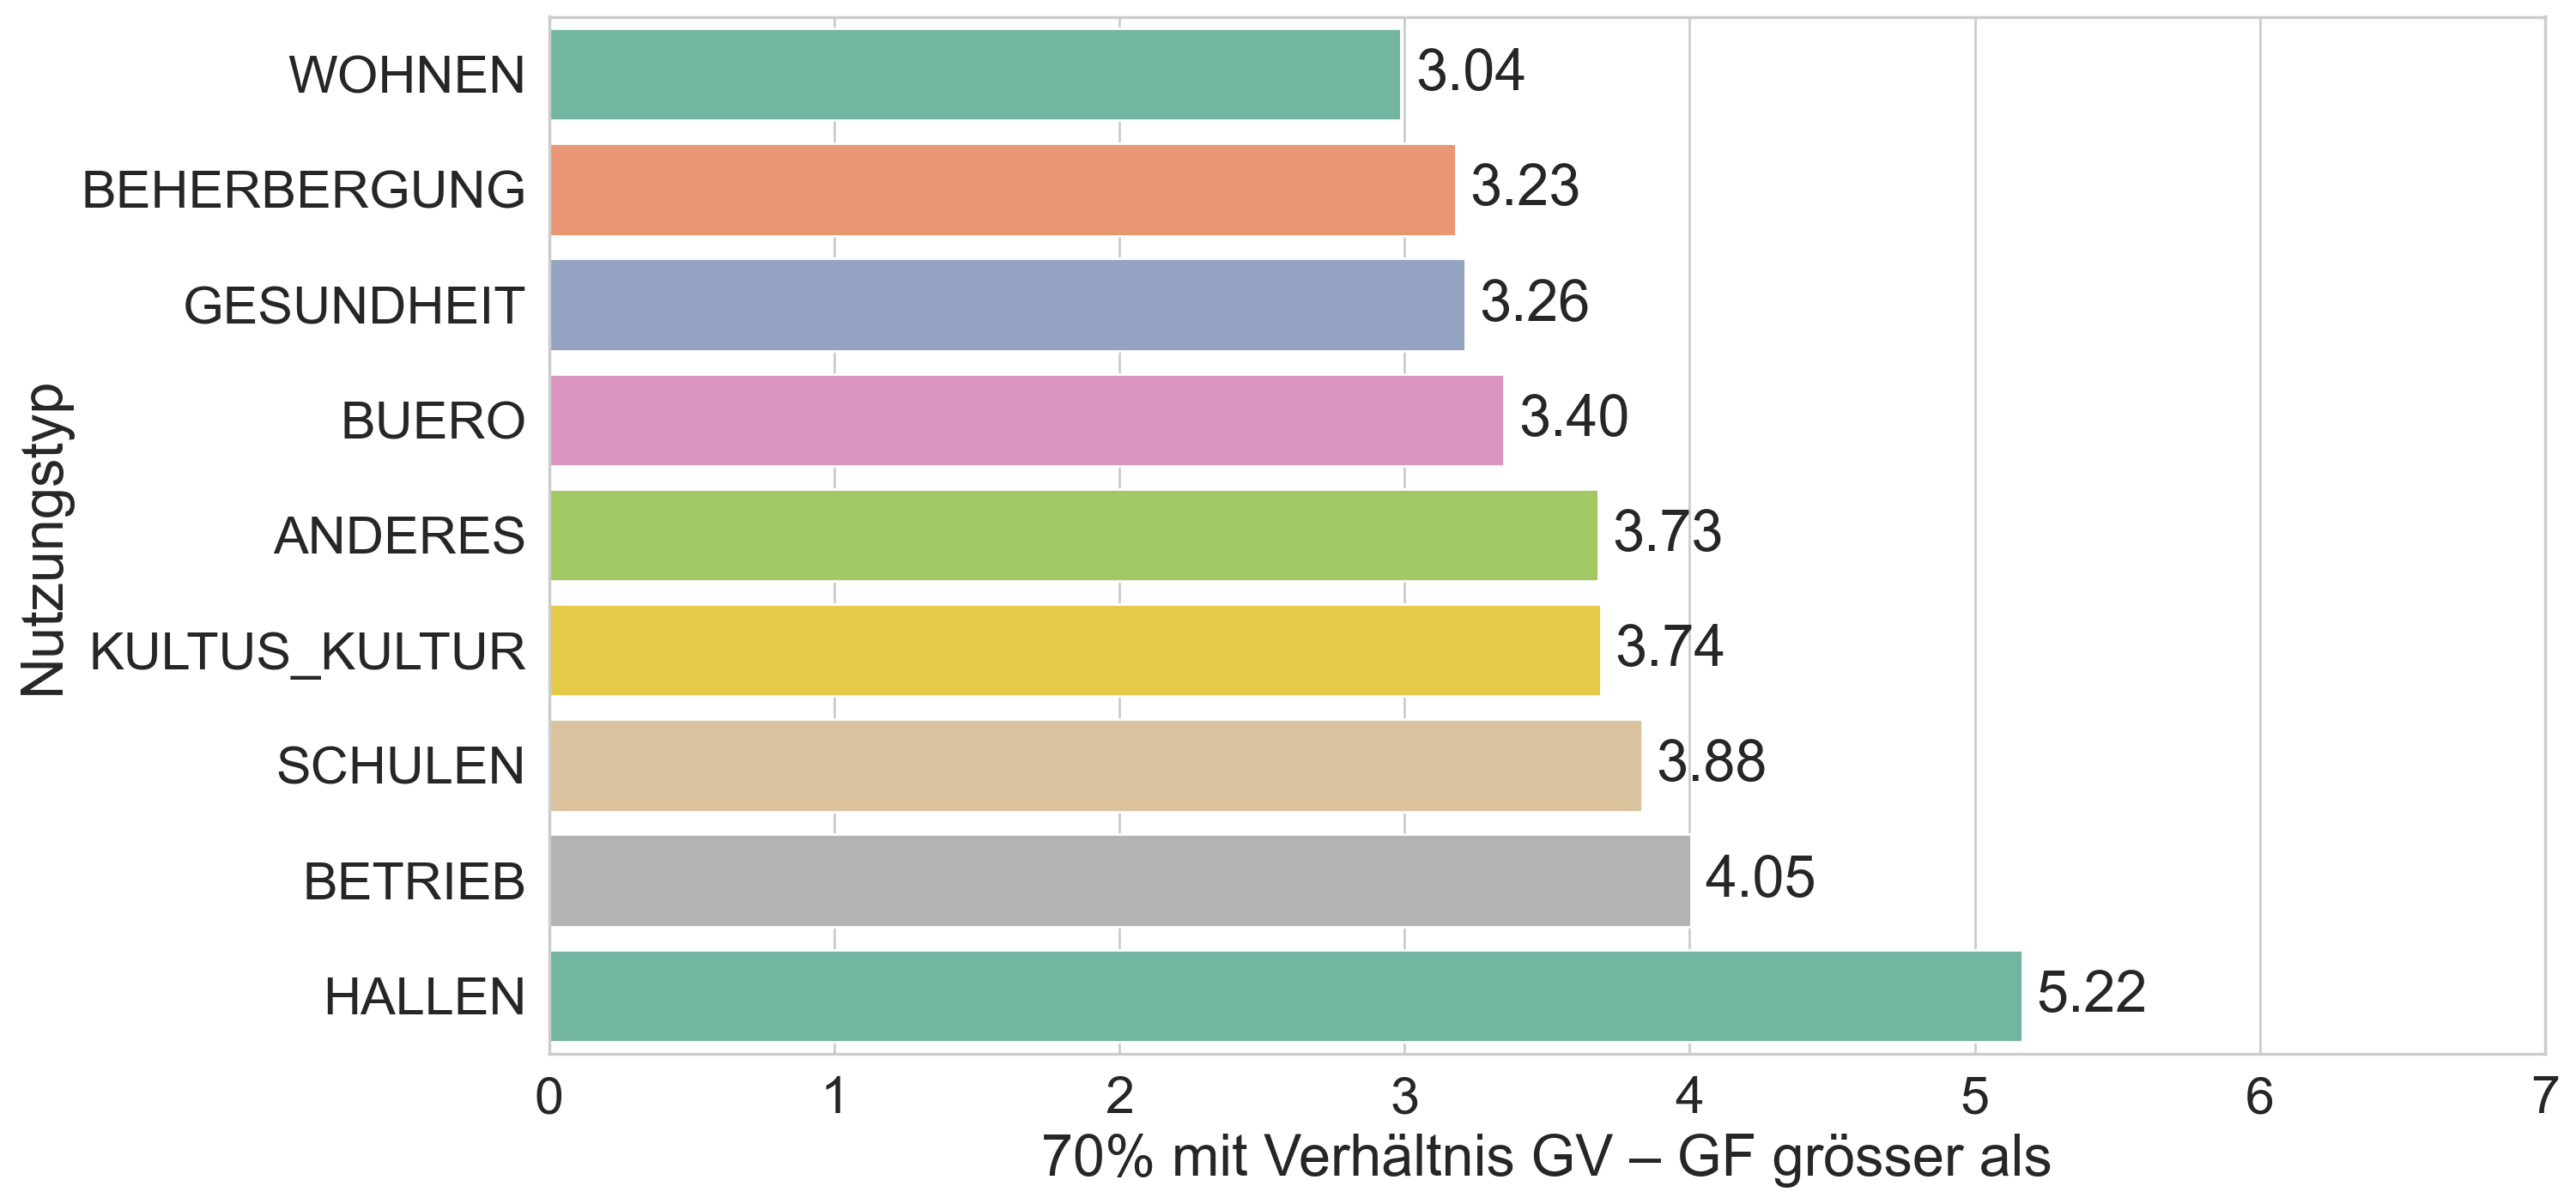 Nutzungstyp
WOHNEN 3.04
BEHERBERGUNG 3.23
GESUNDHEIT 3.26
BUERO 3.40
ANDERES 3.73
KULTUS_KULTUR 3.74
SCHULEN 3.88
BETRIEB 4.05
HALLEN 5.22
0 1 2 3 4 5 6 7
70% mit Verhältnis GV – GF grösser als